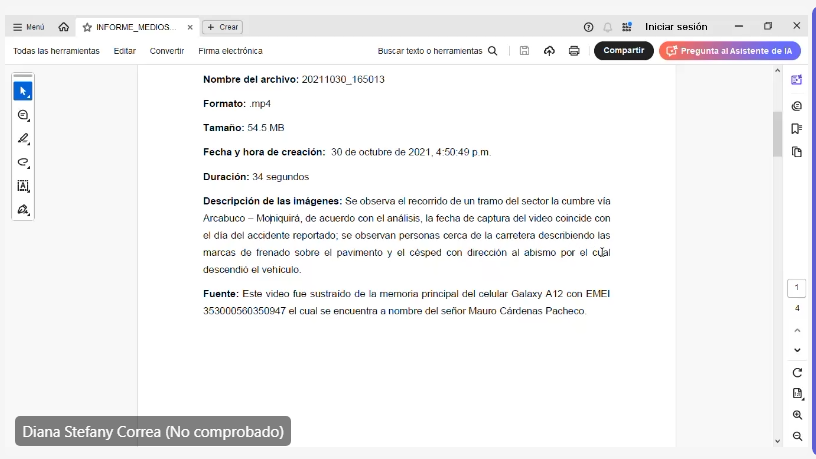 Menú
INFORME_MEDIOS...
Crear
Iniciar sesión
Todas las herramientas Editar Convertir Firma electrónica
Buscar texto o herramientas
Compartir
Pregunta al Asistente de IA
Nombre del archivo: 20211030_165013
Formato: .mp4
Tamaño: 54.5 MB
Fecha y hora de creación: 30 de octubre de 2021, 4:50:49 p.m.
Duración: 34 segundos
Descripción de las imágenes: Se observa el recorrido de un tramo del sector la cumbre vía
Arcabuco – Moniquirá, de acuerdo con el análisis, la fecha de captura del video coincide con
el día del accidente reportado; se observan personas cerca de la carretera describiendo las
marcas de frenado sobre el pavimento y el césped con dirección al abismo por el cual
descendió el vehículo.
Fuente: Este video fue sustraído de la memoria principal del celular Galaxy A12 con EMEI
353000560350947 el cual se encuentra a nombre del señor Mauro Cárdenas Pacheco.
1
4
Diana Stefany Correa (No comprobado)